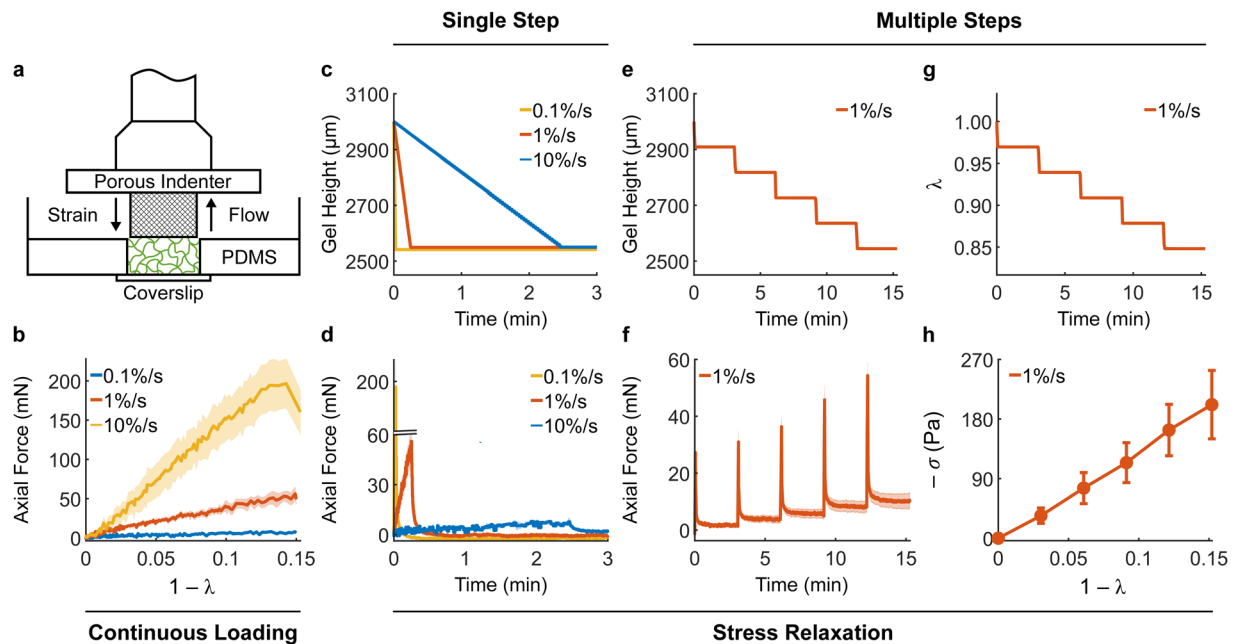 Single Step
Multiple Steps
a
Porous Indenter
Strain
Flow
PDMS
Coverslip
c
3100
2900
2700
2500
Gel Height (μm)
0.1%/s
1%/s
10%/s
0
1
2
3
Time (min)
e
3100
2900
2700
2500
Gel Height (μm)
1%/s
0
5
10
15
Time (min)
g
1.00
0.95
0.90
0.85
λ
1%/s
0
5
10
15
Time (min)
b
200
150
100
50
0
Axial Force (mN)
0.1%/s
1%/s
10%/s
0
0.05
0.10
0.15
1 – λ
d
200
60
30
0
Axial Force (mN)
0.1%/s
1%/s
10%/s
0
1
2
3
Time (min)
f
60
40
20
0
Axial Force (mN)
1%/s
0
5
10
15
Time (min)
h
270
180
90
0
– σ (Pa)
1%/s
0
0.05
0.10
0.15
1 – λ
Continuous Loading
Stress Relaxation